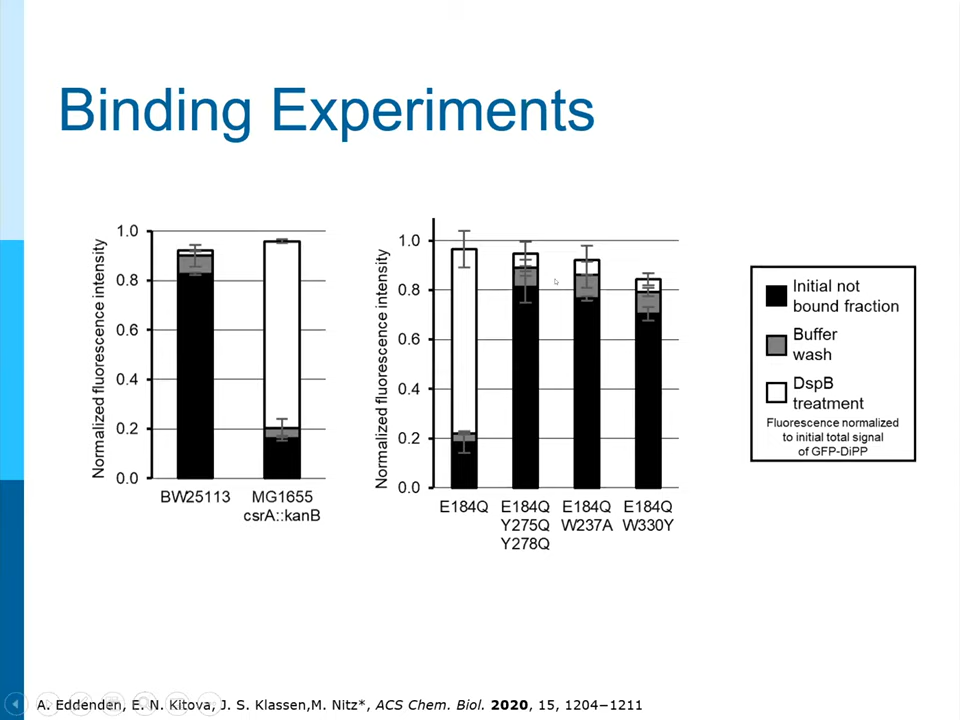 Binding Experiments
Normalized fluorescence intensity
1.0
0.8
0.6
0.4
0.2
0.0
BW25113
MG1655
csrA::kanB
Normalized fluorescence intensity
1.0
0.8
0.6
0.4
0.2
0.0
E184Q
E184Q
Y275Q
Y278Q
E184Q
W237A
E184Q
W330Y
Initial not
bound fraction
Buffer
wash
DspB
treatment
Fluorescence normalized
to initial total signal
of GFP-DiPP
A. Eddenden, E. N. Kitova, J. S. Klassen,M. Nitz*, ACS Chem. Biol. 2020, 15, 1204−1211